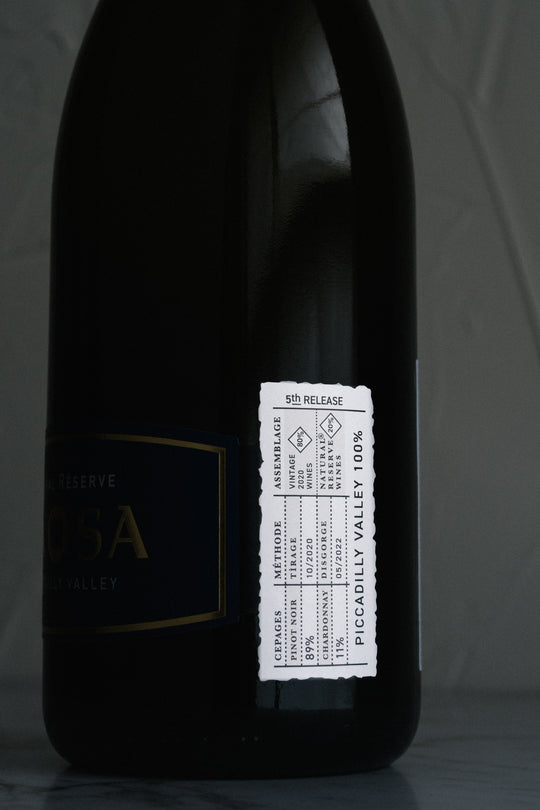 5th RELEASE
CEPAGES
PINOT NOIR
89%
CHARDONNAY
11%
MÉTHODE
TIRAGE
10/2020
DISGORGE
05/2022
ASSEMBLAGE
VINTAGE
2020
WINES
80%
NATURAL
RESERVE
WINES
20%
PICCADILLY VALLEY 100%
RESERVE
OSA
VALLEY